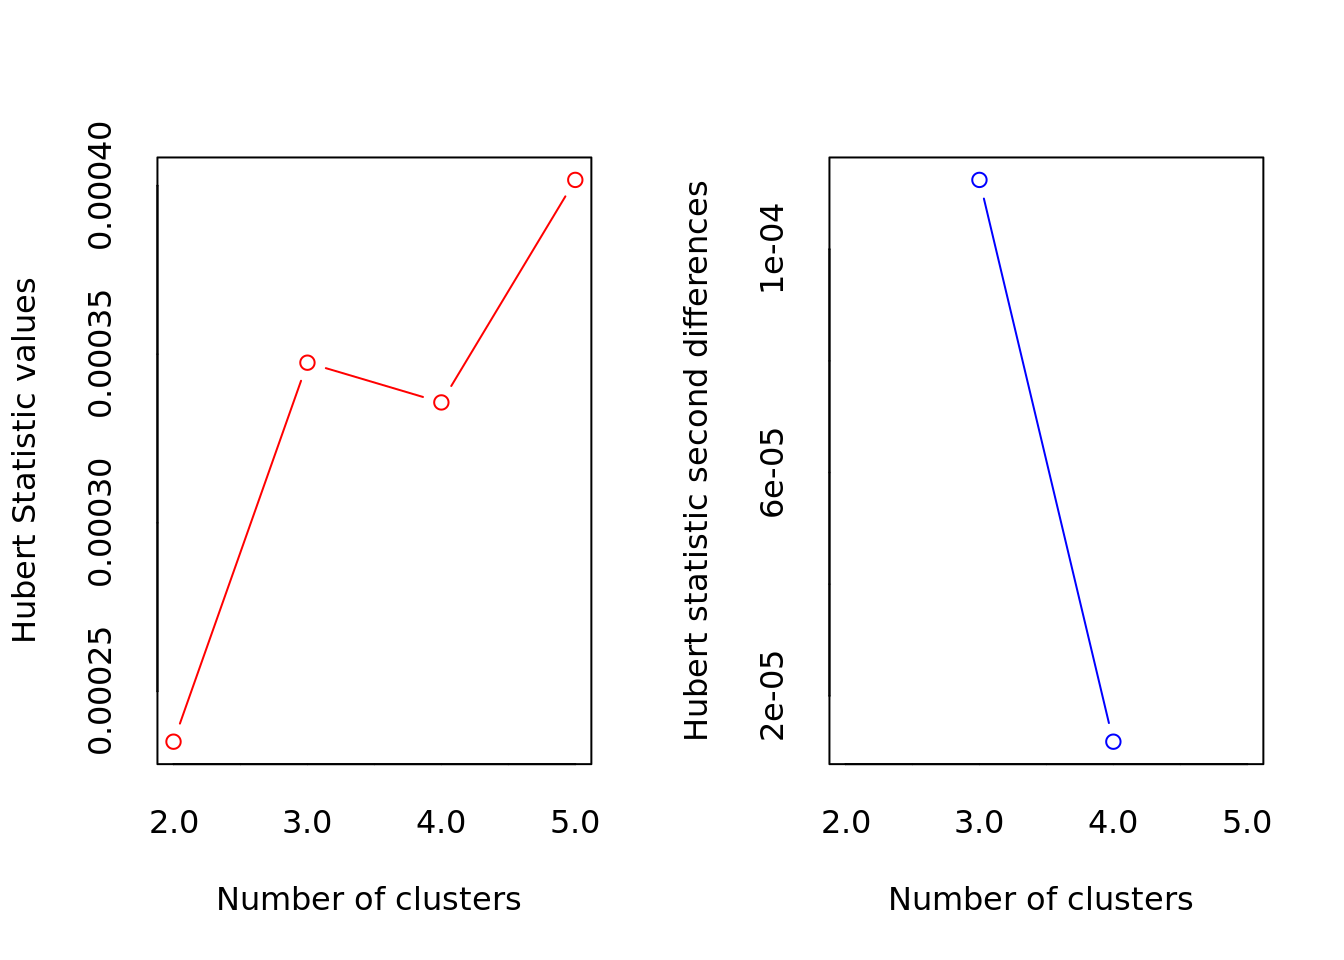 Hubert Statistic values
0.00025 0.00030 0.00035 0.00040
2.0 3.0 4.0 5.0
Number of clusters
Hubert statistic second differences
2e-05 6e-05 1e-04
2.0 3.0 4.0 5.0
Number of clusters